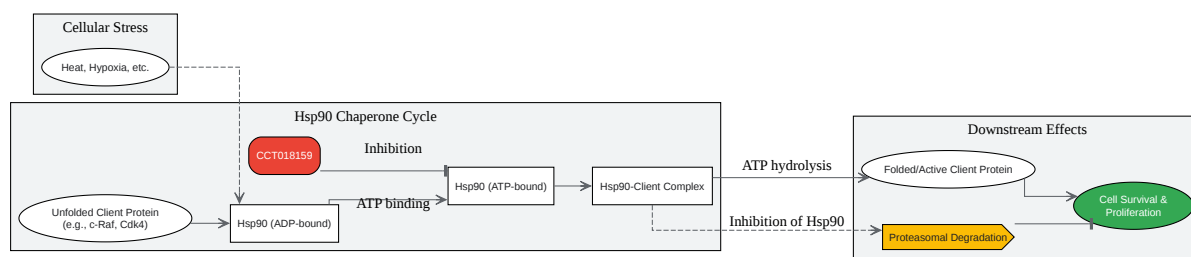 Cellular Stress
Heat, Hypoxia, etc.
Hsp90 Chaperone Cycle
CCT018159
Inhibition
Hsp90 (ATP-bound)
Hsp90-Client Complex
ATP binding
Unfolded Client Protein
(e.g., c-Raf, Cdk4)
Hsp90 (ADP-bound)
ATP hydrolysis
Inhibition of Hsp90
Downstream Effects
Folded/Active Client Protein
Cell Survival &
Proliferation
Proteasomal Degradation